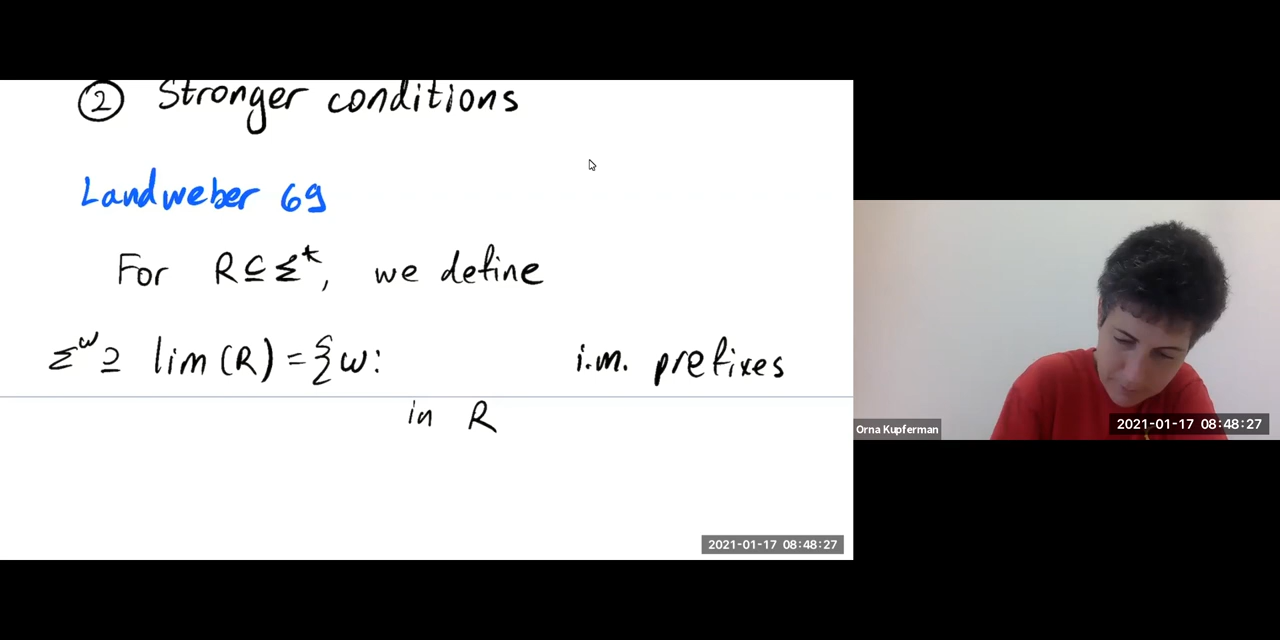 ② Stronger conditions
Landweber 69
For R ⊆ Σ*, we define
Σ^ω ⊇ lim(R) = {w: i.m. prefixes
in R
Orna Kupferman
2021-01-17 08:48:27
2021-01-17 08:48:27